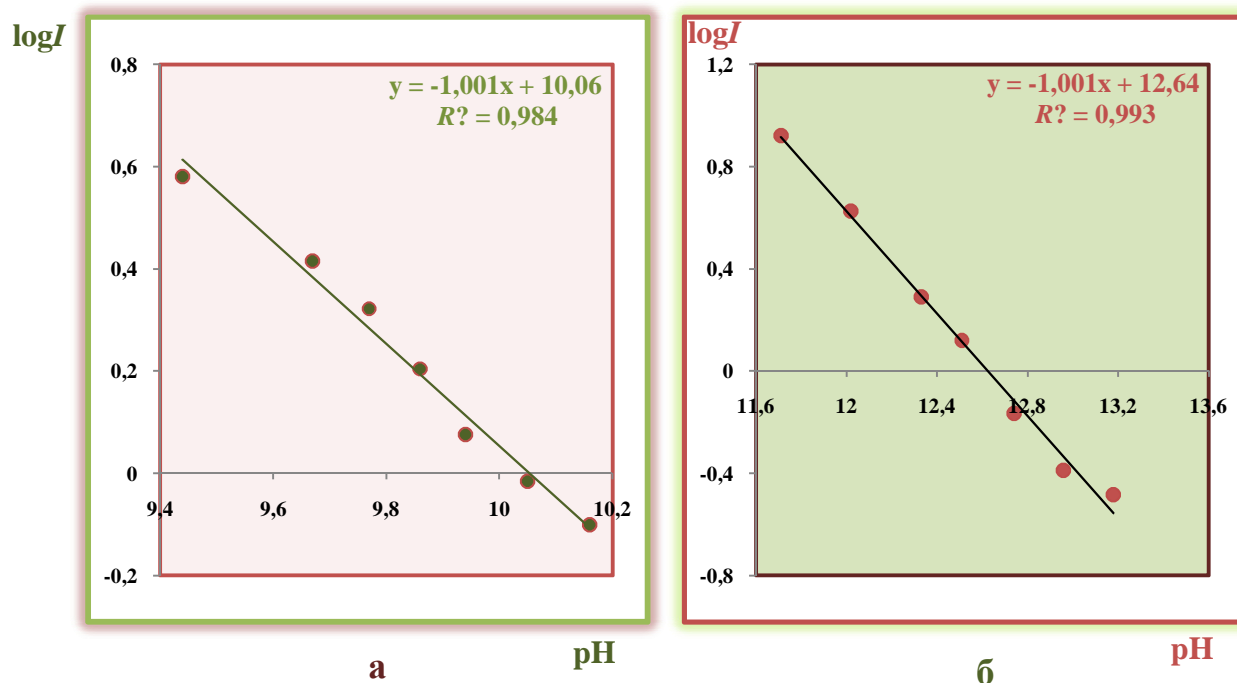 logI
0,8
0,6
0,4
0,2
0
-0,2
9,4 9,6 9,8 10 10,2
y = -1,001x + 10,06
R? = 0,984
pH
а
logI
1,2
0,8
0,4
0
-0,4
-0,8
11,6 12 12,4 12,8 13,2 13,6
y = -1,001x + 12,64
R? = 0,993
pH
б